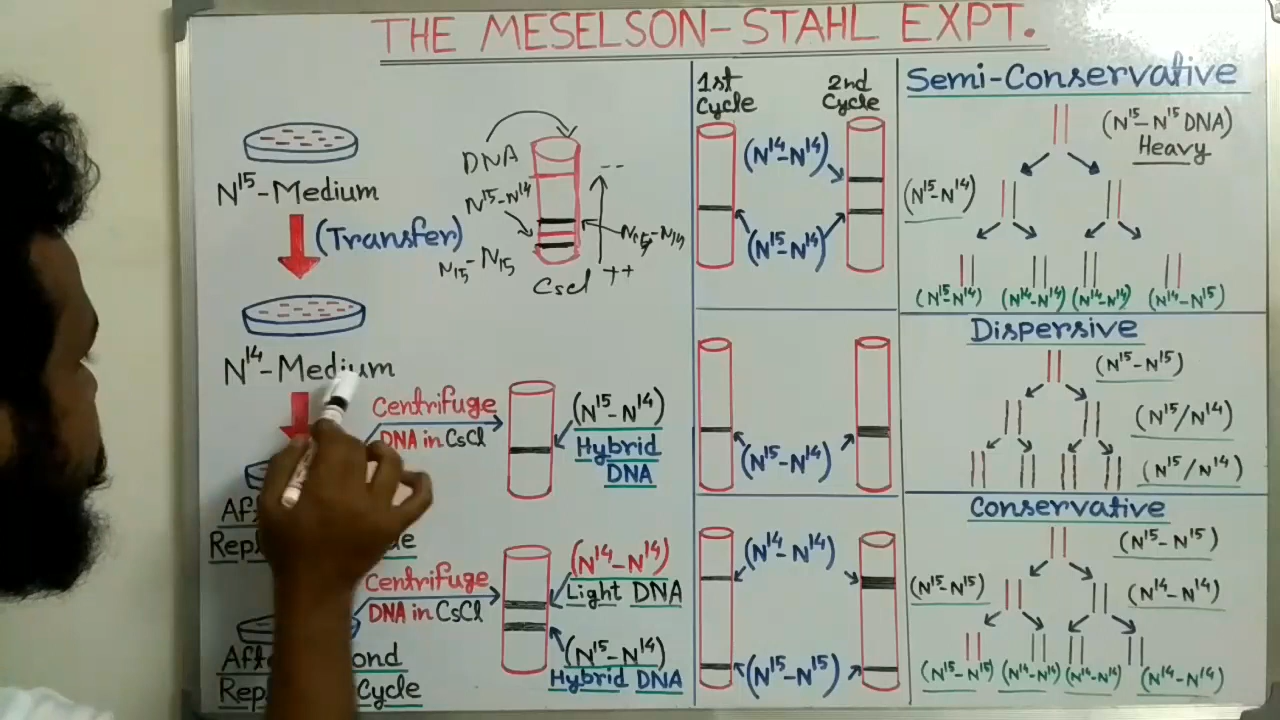 THE MESELSON-STAHL EXPT.
N¹⁵-Medium
(Transfer)
N¹⁴-Medium
DNA
N¹⁵-N¹⁴
N₁₅-N₁₅
Cscl
--
++
Centrifuge
DNA in CsCl
(N¹⁵-N¹⁴)
Hybrid
DNA
Centrifuge
DNA in CsCl
(N¹⁴-N¹⁴)
Light DNA
(N¹⁵-N¹⁴)
Hybrid DNA
Cycle
1st
Cycle
2nd
Cycle
(N¹⁴-N¹⁴)
(N¹⁵-N¹⁴)
(N¹⁵-N¹⁴)
(N¹⁴-N¹⁴)
(N¹⁵-N¹⁵)
Semi-Conservative
(N¹⁵-N¹⁵ DNA)
Heavy
(N¹⁵-N¹⁴)
(N¹⁵-N¹⁴) (N¹⁴-N¹⁴) (N¹⁴-N¹⁴) (N¹⁴-N¹⁵)
Dispersive
(N¹⁵-N¹⁵)
(N¹⁵/N¹⁴)
(N¹⁵/N¹⁴)
Conservative
(N¹⁵-N¹⁵)
(N¹⁵-N¹⁵) (N¹⁴-N¹⁴)
(N¹⁵-N¹⁵) (N¹⁴-N¹⁴) (N¹⁴-N¹⁴) (N¹⁴-N¹⁴)